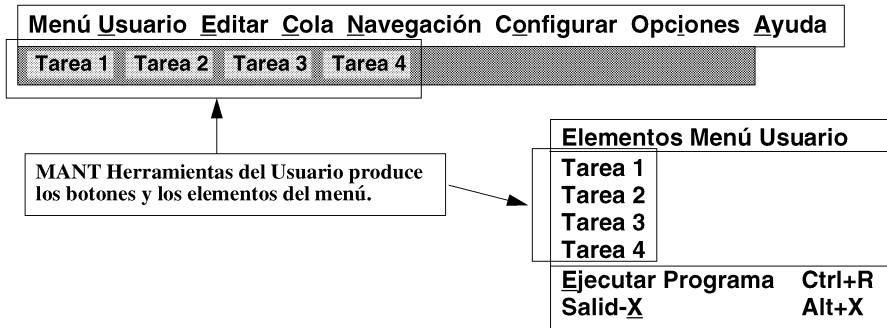 Menú Usuario Editar Cola Navegación Configurar Opciones Ayuda
Tarea 1 Tarea 2 Tarea 3 Tarea 4
MANT Herramientas del Usuario produce
los botones y los elementos del menú.
Elementos Menú Usuario
Tarea 1
Tarea 2
Tarea 3
Tarea 4
Ejecutar Programa Ctrl+R
Salid-X Alt+X